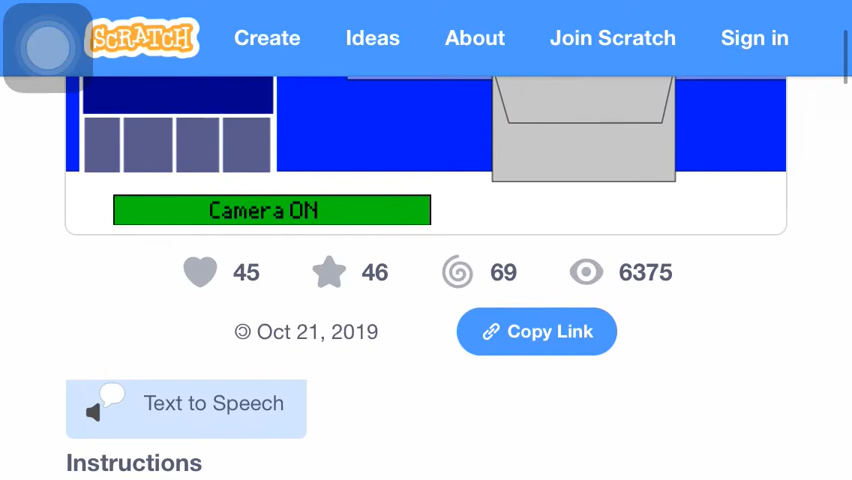 SCRATCH Create Ideas About Join Scratch Sign in
Camera ON
45 46 69 6375
Oct 21, 2019 Copy Link
Text to Speech
Instructions